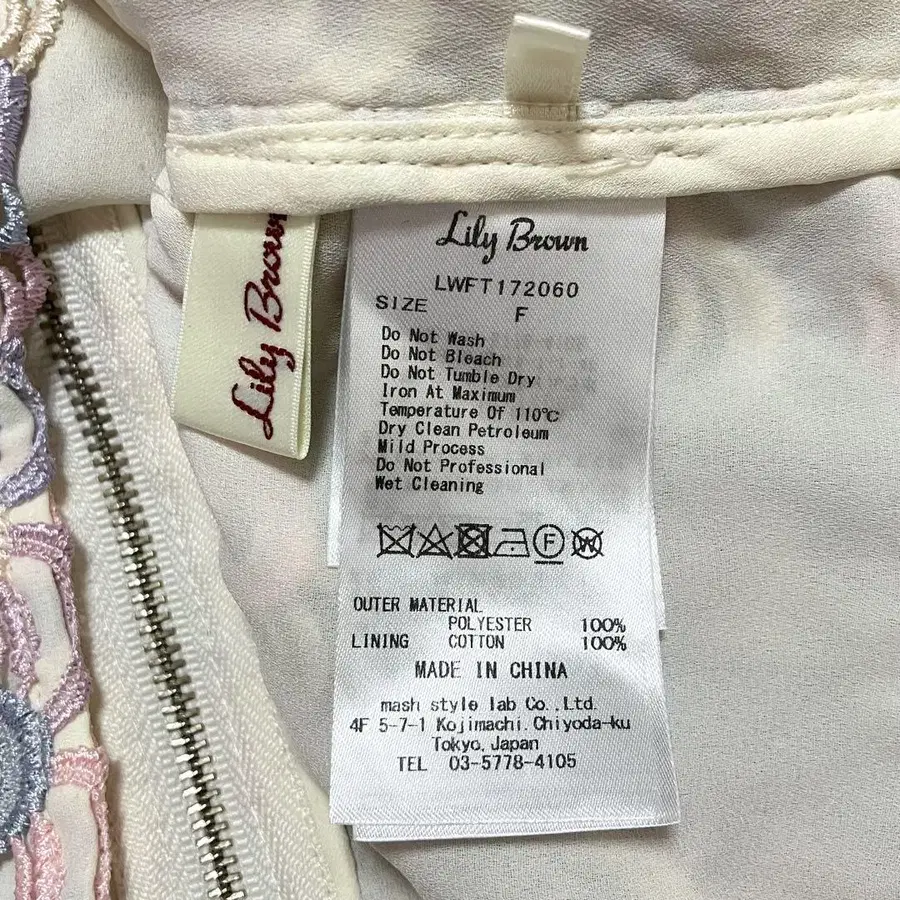 Lily Brown
Lily Brown
LWFT172060
SIZE F
Do Not Wash
Do Not Bleach
Do Not Tumble Dry
Iron At Maximum
Temperature Of 110℃
Dry Clean Petroleum
Mild Process
Do Not Professional
Wet Cleaning
F W
OUTER MATERIAL
POLYESTER 100%
LINING COTTON 100%
MADE IN CHINA
mash style lab Co.,Ltd.
4F 5-7-1 Kojimachi.Chiyoda-ku
Tokyo.Japan
TEL 03-5778-4105